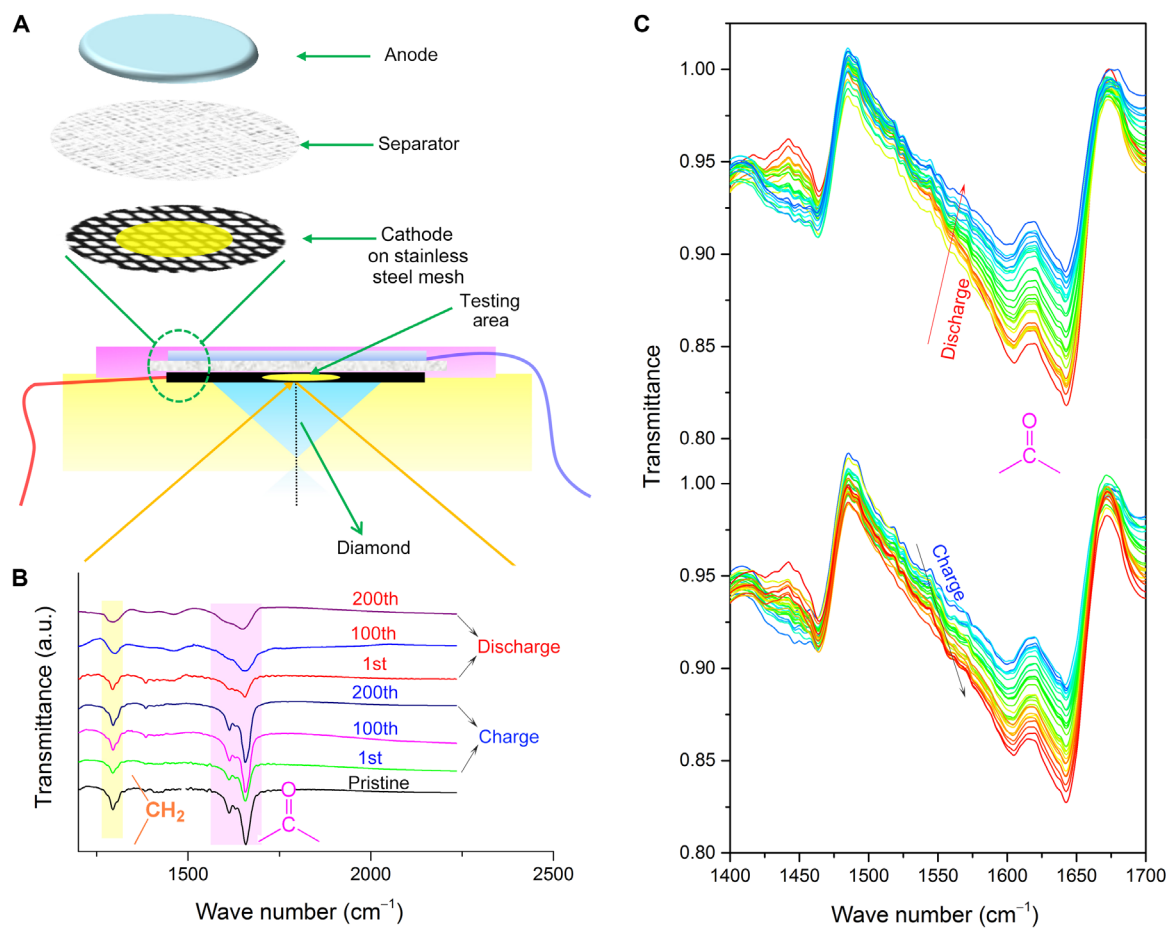 A
Anode
Separator
Cathode
on stainless
steel mesh
Testing
area
Diamond
B
Transmittance (a.u.)
200th
100th
Discharge
1st
200th
100th
Charge
1st
Pristine
CH2
O
C
1500
2000
2500
Wave number (cm−1)
C
Transmittance
1.00
0.95
0.90
0.85
0.80
Discharge
O
C
1.00
0.95
0.90
0.85
0.80
Charge
1400
1450
1500
1550
1600
1650
1700
Wave number (cm−1)